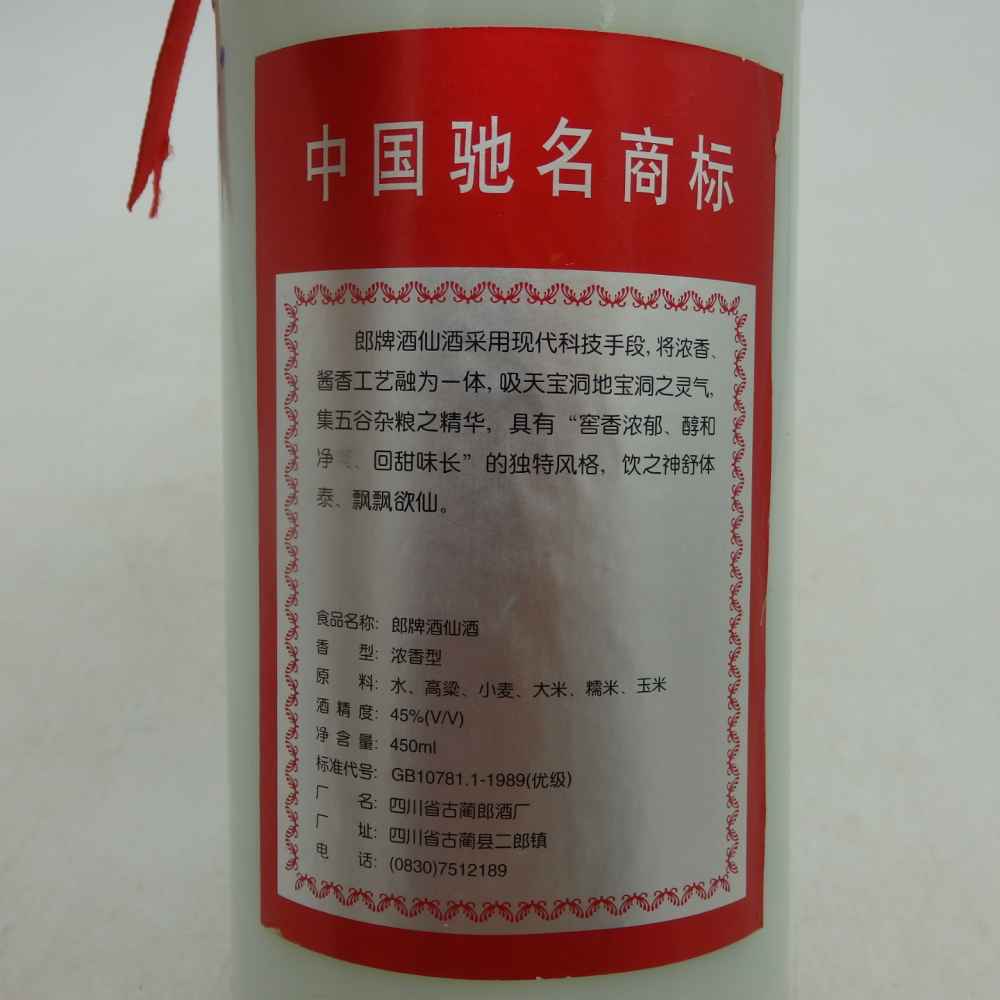 中国驰名商标
郎牌酒仙酒采用现代科技手段,将浓香、
酱香工艺融为一体,吸天宝洞地宝洞之灵气,
集五谷杂粮之精华,具有“窖香浓郁、醇和
净 、回甜味长”的独特风格,饮之神舒体
泰、飘飘欲仙。
食品名称: 郎牌酒仙酒
香 型: 浓香型
原 料: 水、高粱、小麦、大米、糯米、玉米
酒精度: 45%(V/V)
净含量: 450ml
标准代号: GB10781.1-1989(优级)
厂 名: 四川省古蔺郎酒厂
厂 址: 四川省古蔺县二郎镇
电 话: (0830)7512189